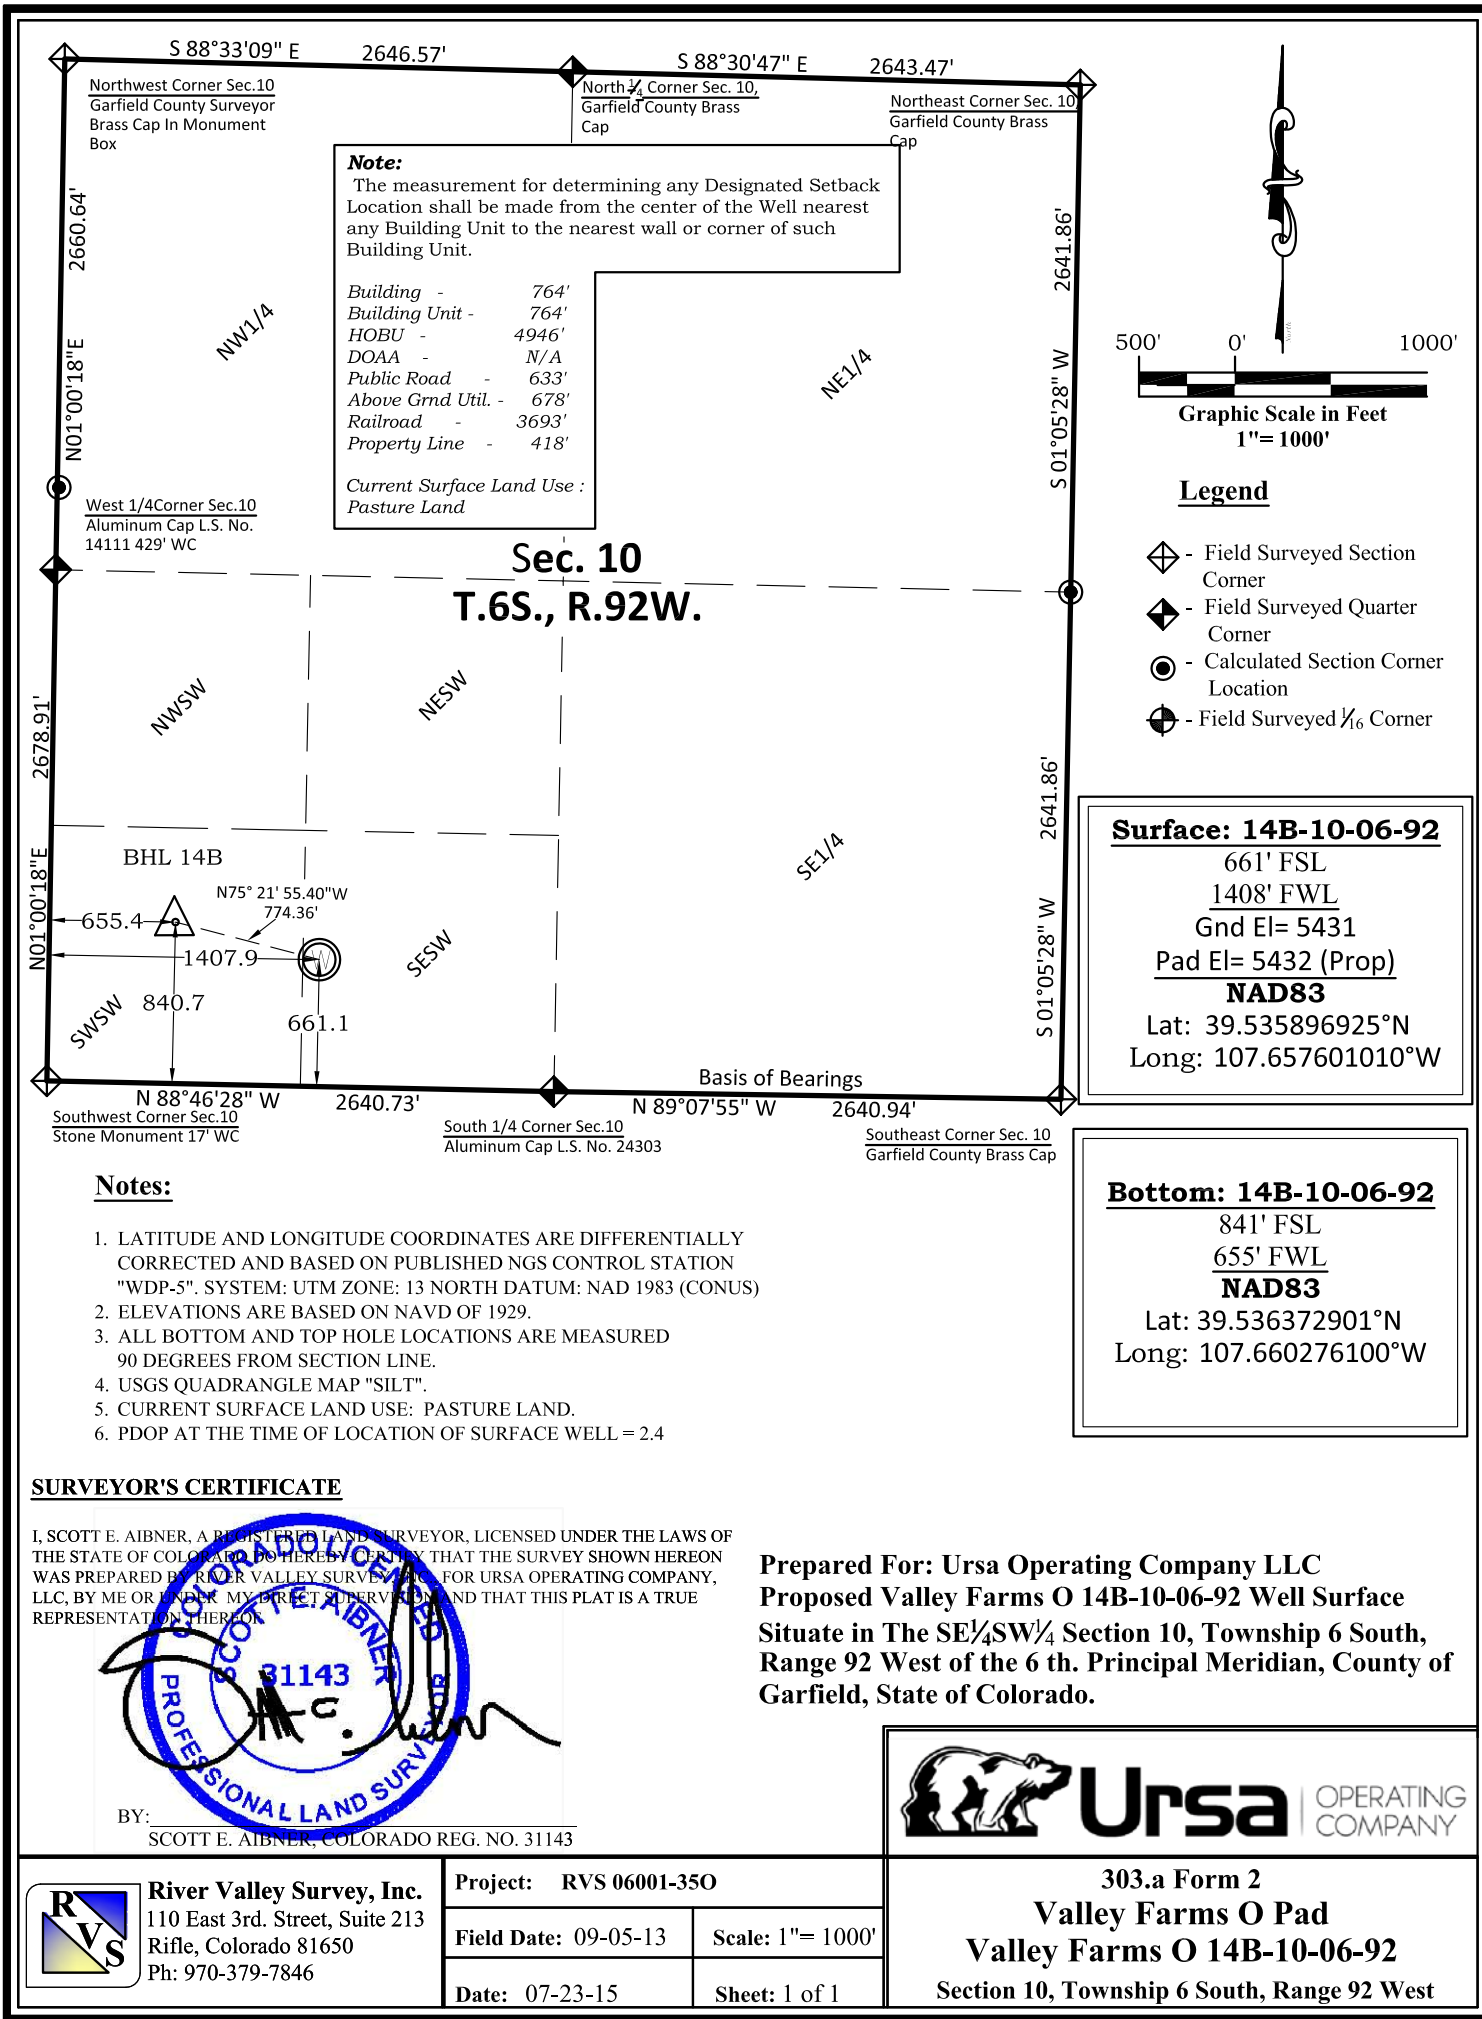 S 88°33'09" E 2646.57'
S 88°30'47" E 2643.47'
Northwest Corner Sec.10
Garfield County Surveyor
Brass Cap In Monument
Box
North 1/4 Corner Sec. 10,
Garfield County Brass
Cap
Northeast Corner Sec. 10,
Garfield County Brass
Cap
Note:
The measurement for determining any Designated Setback
Location shall be made from the center of the Well nearest
any Building Unit to the nearest wall or corner of such
Building Unit.
Building - 764'
Building Unit - 764'
HOBU - 4946'
DOAA - N/A
Public Road - 633'
Above Grnd Util. - 678'
Railroad - 3693'
Property Line - 418'
Current Surface Land Use :
Pasture Land
N01°00'18"E 2660.64'
NW1/4
NE1/4
S 01°05'28" W 2641.86'
West 1/4Corner Sec.10
Aluminum Cap L.S. No.
14111 429' WC
Sec. 10
T.6S., R.92W.
NWSW
NESW
N01°00'18"E 2678.91'
S 01°05'28" W 2641.86'
BHL 14B
N75° 21' 55.40"W
774.36'
655.4
1407.9
840.7
661.1
SWSW
SESW
SE1/4
W
N 88°46'28" W 2640.73'
Basis of Bearings
N 89°07'55" W 2640.94'
Southwest Corner Sec.10
Stone Monument 17' WC
South 1/4 Corner Sec.10
Aluminum Cap L.S. No. 24303
Southeast Corner Sec. 10
Garfield County Brass Cap
North
500' 0' 1000'
Graphic Scale in Feet
1"= 1000'
Legend
- Field Surveyed Section
Corner
- Field Surveyed Quarter
Corner
- Calculated Section Corner
Location
- Field Surveyed 1/16 Corner
Surface: 14B-10-06-92
661' FSL
1408' FWL
Gnd El= 5431
Pad El= 5432 (Prop)
NAD83
Lat: 39.535896925°N
Long: 107.657601010°W
Bottom: 14B-10-06-92
841' FSL
655' FWL
NAD83
Lat: 39.536372901°N
Long: 107.660276100°W
Notes:
1. LATITUDE AND LONGITUDE COORDINATES ARE DIFFERENTIALLY
CORRECTED AND BASED ON PUBLISHED NGS CONTROL STATION
"WDP-5". SYSTEM: UTM ZONE: 13 NORTH DATUM: NAD 1983 (CONUS)
2. ELEVATIONS ARE BASED ON NAVD OF 1929.
3. ALL BOTTOM AND TOP HOLE LOCATIONS ARE MEASURED
90 DEGREES FROM SECTION LINE.
4. USGS QUADRANGLE MAP "SILT".
5. CURRENT SURFACE LAND USE: PASTURE LAND.
6. PDOP AT THE TIME OF LOCATION OF SURFACE WELL = 2.4
SURVEYOR'S CERTIFICATE
I, SCOTT E. AIBNER, A REGISTERED LAND SURVEYOR, LICENSED UNDER THE LAWS OF
THE STATE OF COLORADO DO HEREBY CERTIFY THAT THE SURVEY SHOWN HEREON
WAS PREPARED BY RIVER VALLEY SURVEY, FOR URSA OPERATING COMPANY,
LLC, BY ME OR UNDER MY DIRECT SUPERVISION AND THAT THIS PLAT IS A TRUE
REPRESENTATION THEREOF.
COLORADO LICENSED
SCOTT E. AIBNER
31143
PROFESSIONAL LAND SURVEYOR
BY:
SCOTT E. AIBNER, COLORADO REG. NO. 31143
Prepared For: Ursa Operating Company LLC
Proposed Valley Farms O 14B-10-06-92 Well Surface
Situate in The SE1/4SW1/4 Section 10, Township 6 South,
Range 92 West of the 6 th. Principal Meridian, County of
Garfield, State of Colorado.
Ursa OPERATING
COMPANY
RVS
River Valley Survey, Inc.
110 East 3rd. Street, Suite 213
Rifle, Colorado 81650
Ph: 970-379-7846
Project: RVS 06001-35O
Field Date: 09-05-13
Scale: 1"= 1000'
Date: 07-23-15
Sheet: 1 of 1
303.a Form 2
Valley Farms O Pad
Valley Farms O 14B-10-06-92
Section 10, Township 6 South, Range 92 West